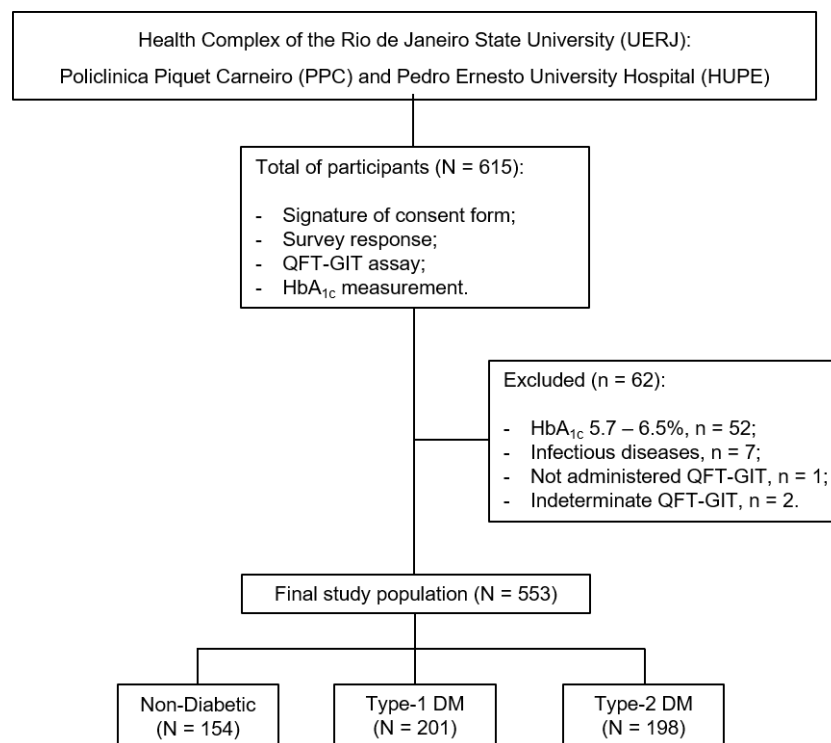 Health Complex of the Rio de Janeiro State University (UERJ):
Policlinica Piquet Carneiro (PPC) and Pedro Ernesto University Hospital (HUPE)
Total of participants (N = 615):
- Signature of consent form;
- Survey response;
- QFT-GIT assay;
- HbA1c measurement.
Excluded (n = 62):
- HbA1c 5.7 – 6.5%, n = 52;
- Infectious diseases, n = 7;
- Not administered QFT-GIT, n = 1;
- Indeterminate QFT-GIT, n = 2.
Final study population (N = 553)
Non-Diabetic
(N = 154)
Type-1 DM
(N = 201)
Type-2 DM
(N = 198)